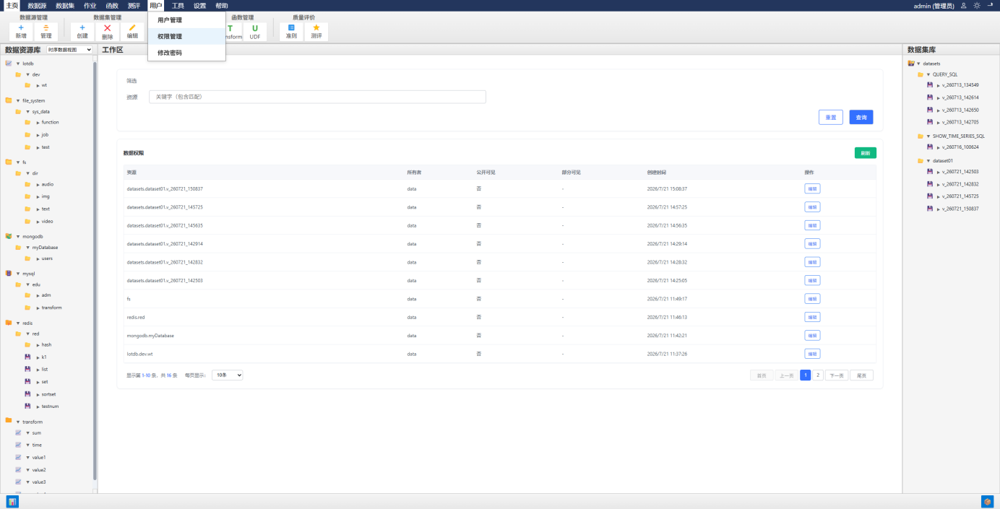 主页 数据源 数据集 作业 函数 测评 用户 工具 设置 帮助
admin (管理员)
数据源管理 数据集管理 函数管理 质量评价
新增 管理 创建 删除 编辑 UDF 准则 测评
用户管理
权限管理
修改密码
数据资源库 时序数据视图
工作区
数据集库
Iotdb
dev
wt
file_system
sys_data
function
job
test
fs
dir
audio
img
text
video
mongodb
myDatabase
users
mysql
edu
adm
transform
redis
red
hash
k1
list
set
sortset
testnum
transform
sum
time
value1
value2
value3
筛选
资源 关键字（包含匹配）
重置 查询
数据权限 刷新
资源 所有者 公开可见 部分可见 创建时间 操作
datasets.dataset01.v_260721_150837 data 否 - 2026/7/21 15:08:37 编辑
datasets.dataset01.v_260721_145725 data 否 - 2026/7/21 14:57:25 编辑
datasets.dataset01.v_260721_145635 data 否 - 2026/7/21 14:56:35 编辑
datasets.dataset01.v_260721_142914 data 否 - 2026/7/21 14:29:14 编辑
datasets.dataset01.v_260721_142832 data 否 - 2026/7/21 14:28:32 编辑
datasets.dataset01.v_260721_142503 data 否 - 2026/7/21 14:25:05 编辑
fs data 否 - 2026/7/21 11:49:17 编辑
redis.red data 否 - 2026/7/21 11:46:13 编辑
mongodb.myDatabase data 否 - 2026/7/21 11:42:21 编辑
Iotdb.dev.wt data 否 - 2026/7/21 11:37:26 编辑
显示第 1-10 条，共 16 条 每页显示: 10条
首页 上一页 1 2 下一页 尾页
datasets
QUERY_SQL
v_260713_134549
v_260713_142614
v_260713_142650
v_260713_142705
SHOW_TIME_SERIES_SQL
v_260716_100624
dataset01
v_260721_142503
v_260721_142832
v_260721_145725
v_260721_150837